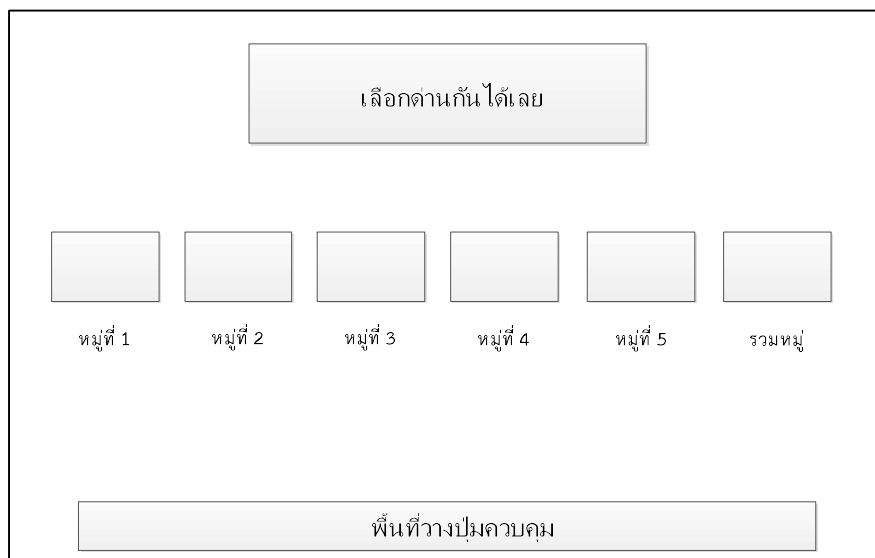 เลือกด่านกันได้เลย
หมู่ที่ 1 หมู่ที่ 2 หมู่ที่ 3 หมู่ที่ 4 หมู่ที่ 5 รวมหมู่
พื้นที่วางปุ่มควบคุม